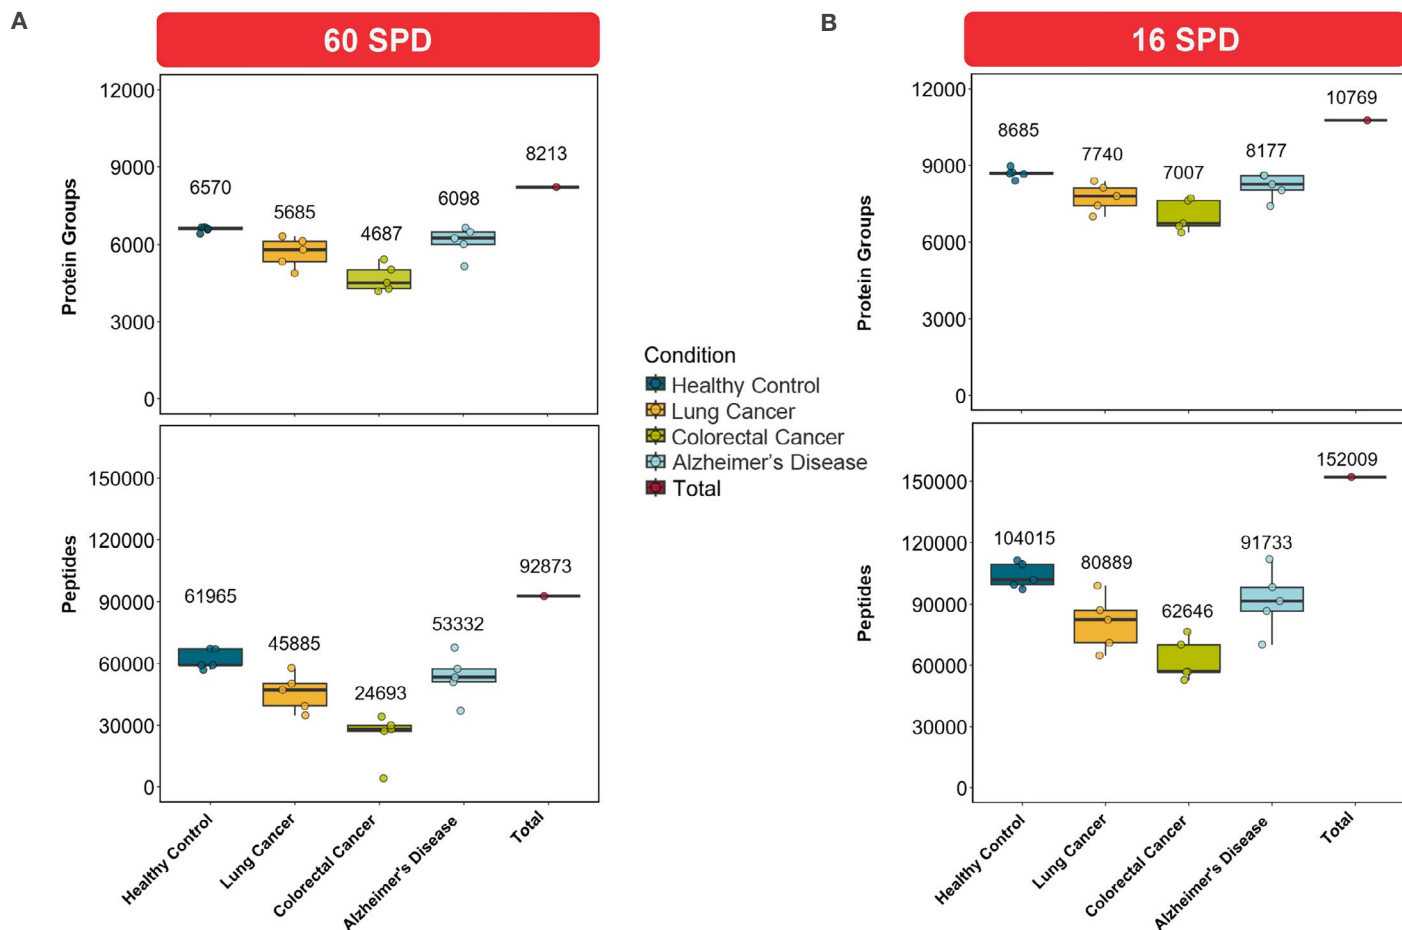 A
60 SPD
12000
9000
6000
3000
0
Protein Groups
6570
5685
4687
6098
8213
150000
120000
90000
60000
30000
0
Peptides
61965
45885
24693
53332
92873
Healthy Control
Lung Cancer
Colorectal Cancer
Alzheimer's Disease
Total
Condition
Healthy Control
Lung Cancer
Colorectal Cancer
Alzheimer's Disease
Total
B
16 SPD
12000
9000
6000
3000
0
Protein Groups
8685
7740
7007
8177
10769
150000
120000
90000
60000
30000
0
Peptides
104015
80889
62646
91733
152009
Healthy Control
Lung Cancer
Colorectal Cancer
Alzheimer's Disease
Total